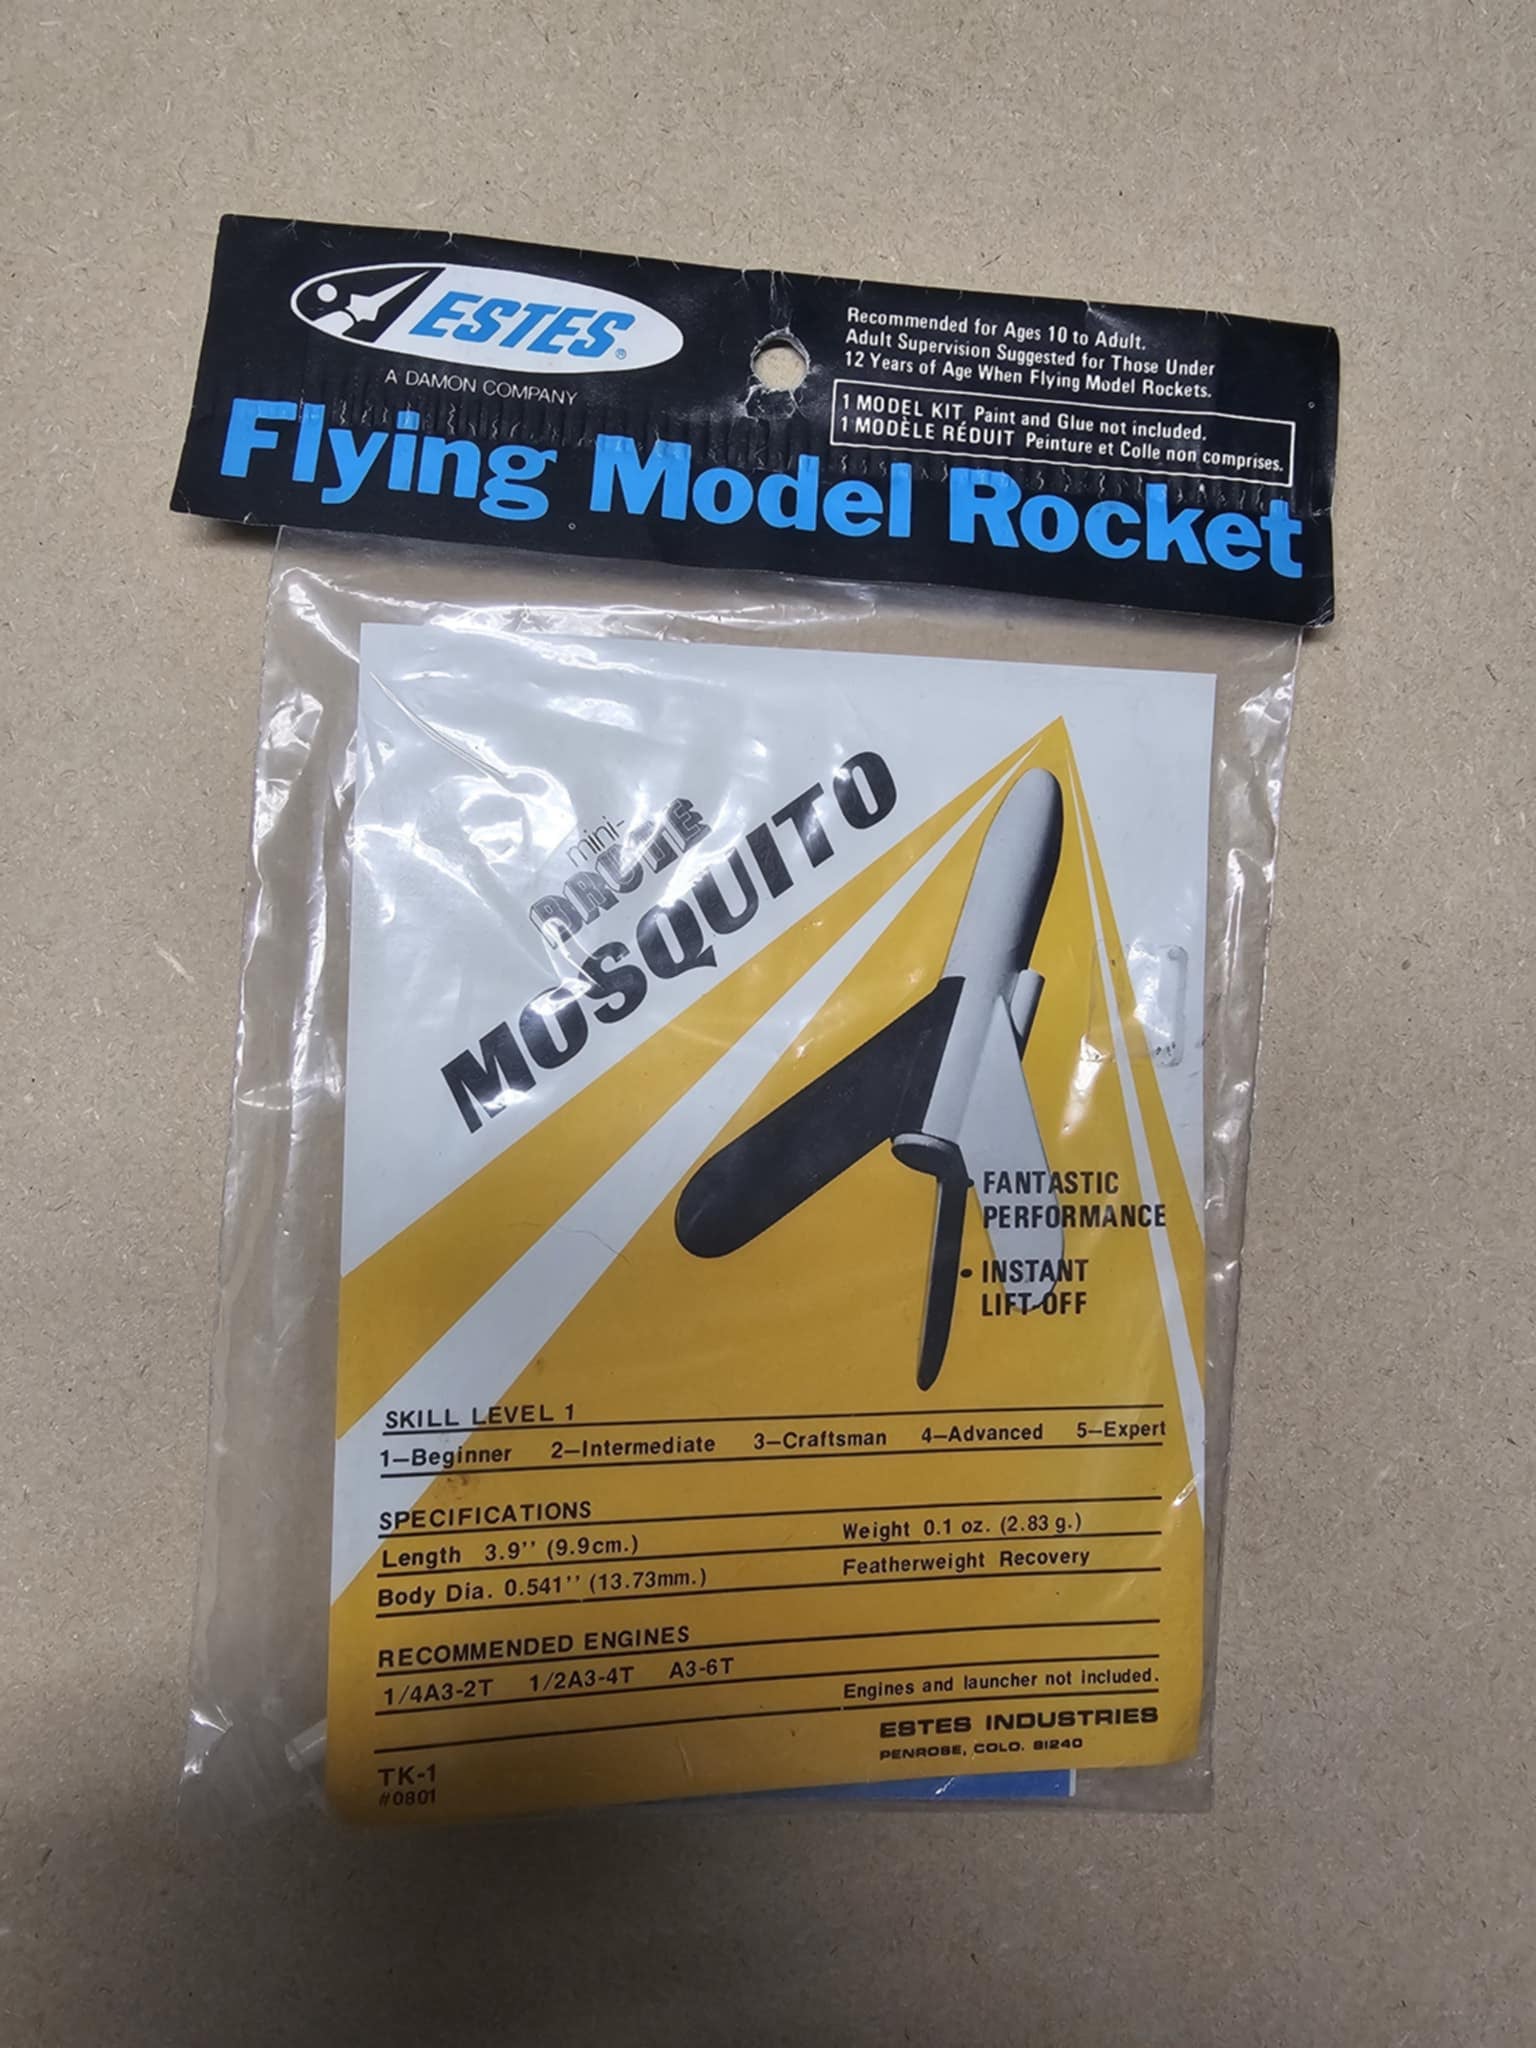 ESTES®
A DAMON COMPANY
Recommended for Ages 10 to Adult.
Adult Supervision Suggested for Those Under
12 Years of Age When Flying Model Rockets.
1 MODEL KIT Paint and Glue not included.
1 MODÈLE RÉDUIT Peinture et Colle non comprises.
Flying Model Rocket
mini-
BRUTE
MOSQUITO
• FANTASTIC
PERFORMANCE
• INSTANT
LIFT-OFF
SKILL LEVEL 1
1—Beginner 2—Intermediate 3—Craftsman 4—Advanced 5—Expert
SPECIFICATIONS
Length 3.9'' (9.9cm.) Weight 0.1 oz. (2.83 g.)
Body Dia. 0.541'' (13.73mm.) Featherweight Recovery
RECOMMENDED ENGINES
1/4A3-2T 1/2A3-4T A3-6T
Engines and launcher not included.
ESTES INDUSTRIES
PENROSE, COLO. 81240
TK-1
#0801